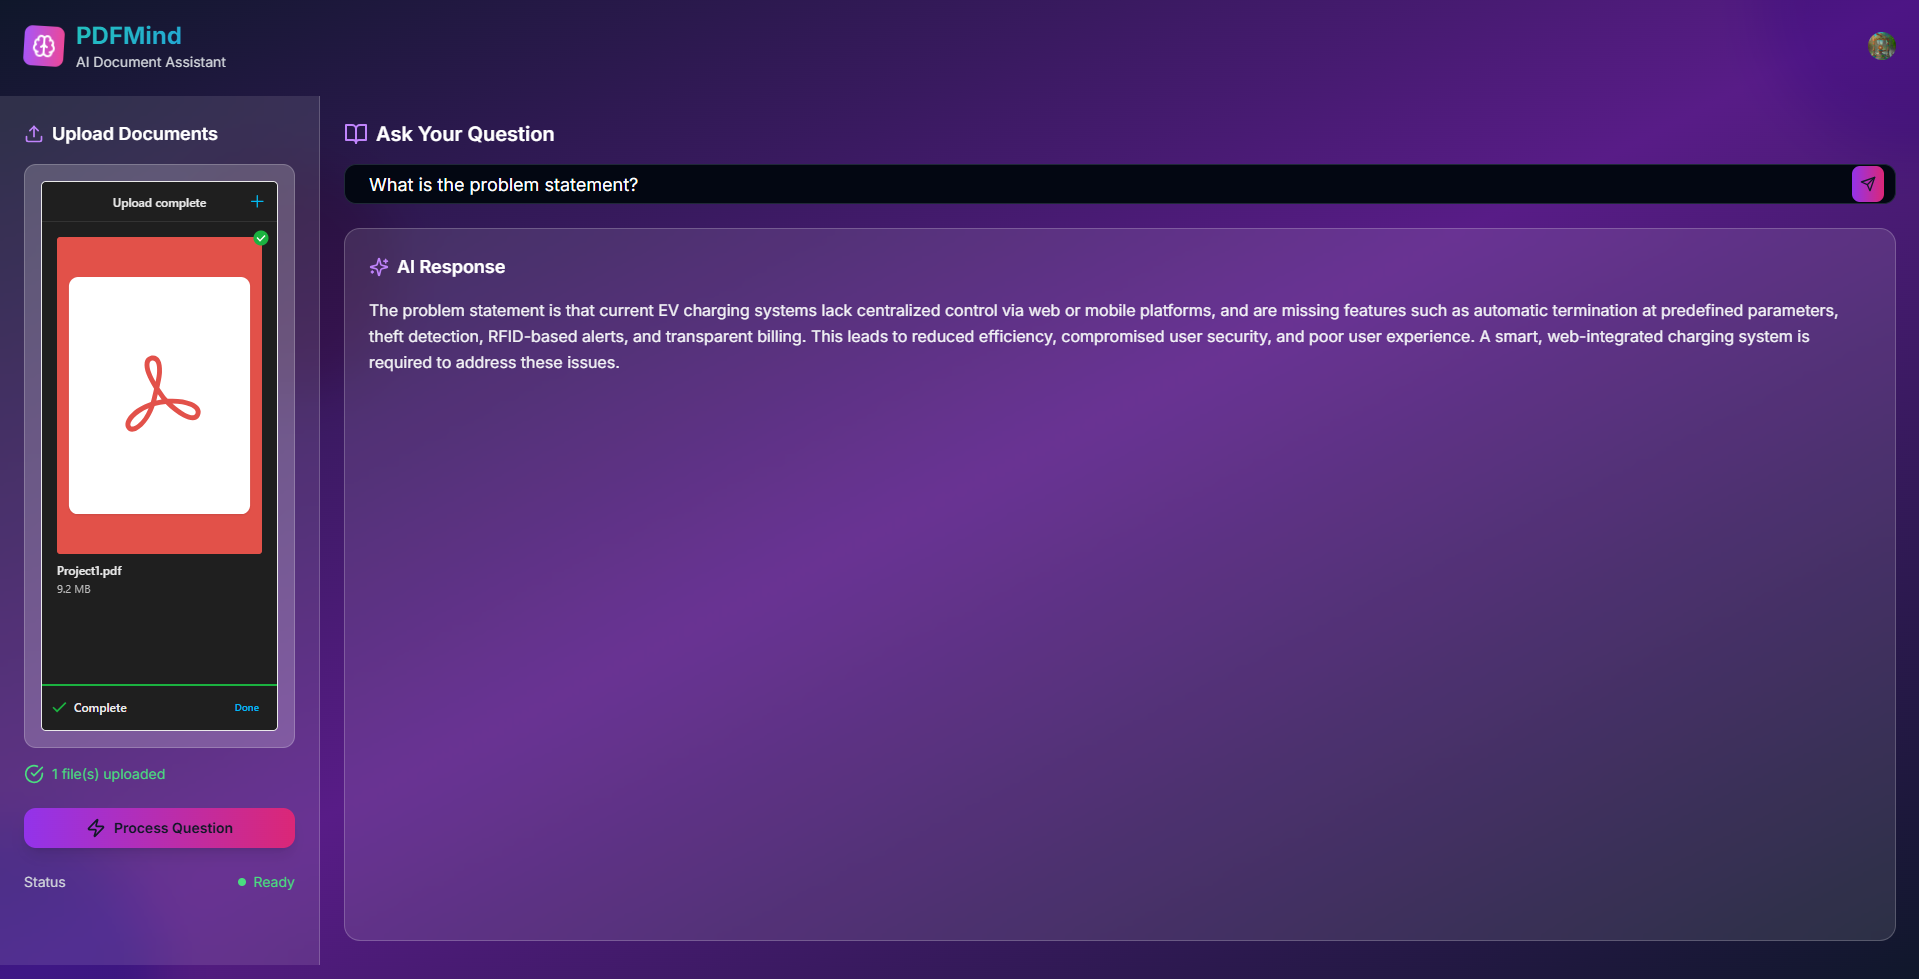 PDFMind
AI Document Assistant
Upload Documents
Upload complete
Project1.pdf
9.2 MB
Complete
Done
1 file(s) uploaded
Process Question
Status
Ready
Ask Your Question
What is the problem statement?
AI Response
The problem statement is that current EV charging systems lack centralized control via web or mobile platforms, and are missing features such as automatic termination at predefined parameters,
theft detection, RFID-based alerts, and transparent billing. This leads to reduced efficiency, compromised user security, and poor user experience. A smart, web-integrated charging system is
required to address these issues.